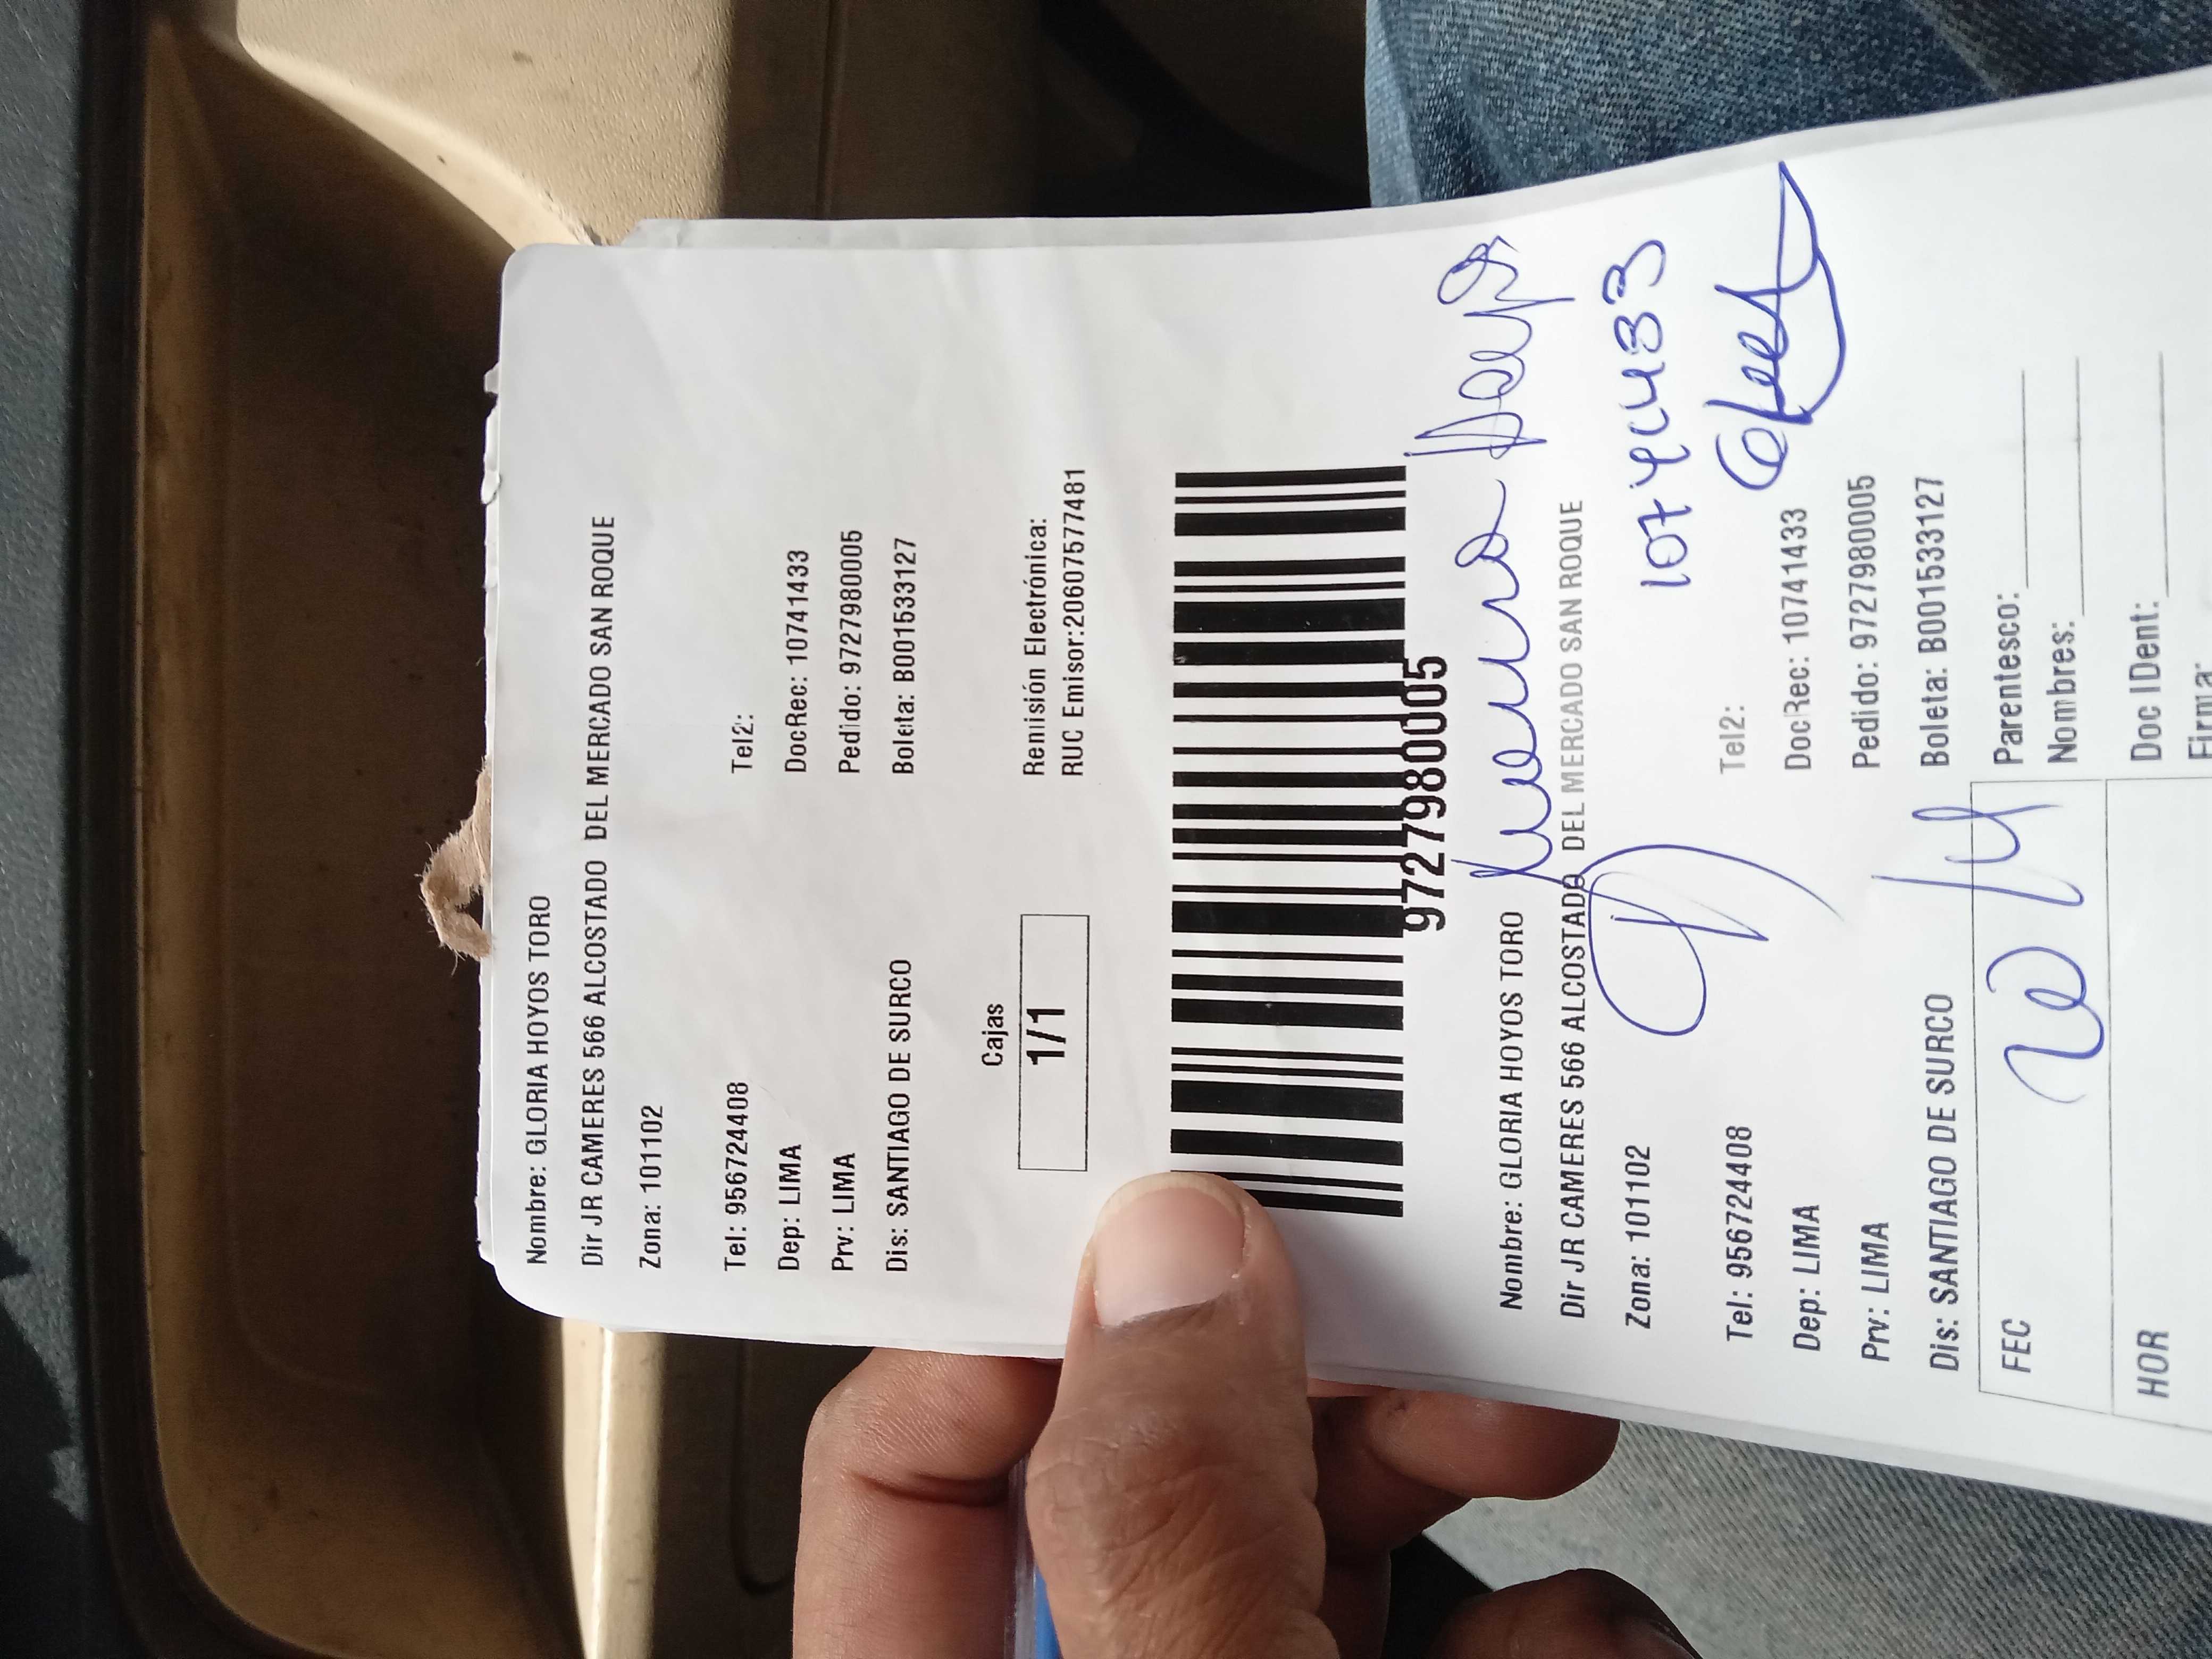 Nombre: GLORIA HOYOS TORO
Dir JR CAMERES 566 ALCOSTADO DEL MERCADO SAN ROQUE
Zona: 101102
Tel: 956724408 Tel2:
Dep: LIMA DocRec: 10741433
Prv: LIMA Pedido: 9727980005
Dis: SANTIAGO DE SURCO Boleta: B001533127
Cajas
1/1
Remisión Electrónica:
RUC Emisor:20607577481
9727980005
Nombre: GLORIA HOYOS TORO
Dir JR CAMERES 566 ALCOSTADO DEL MERCADO SAN ROQUE
Zona: 101102
Tel: 956724408 Tel2:
Dep: LIMA DocRec: 10741433
Prv: LIMA Pedido: 9727980005
Dis: SANTIAGO DE SURCO Boleta: B001533127
FEC
Parentesco:
Nombres:
HOR
Doc IDent:
Firma: